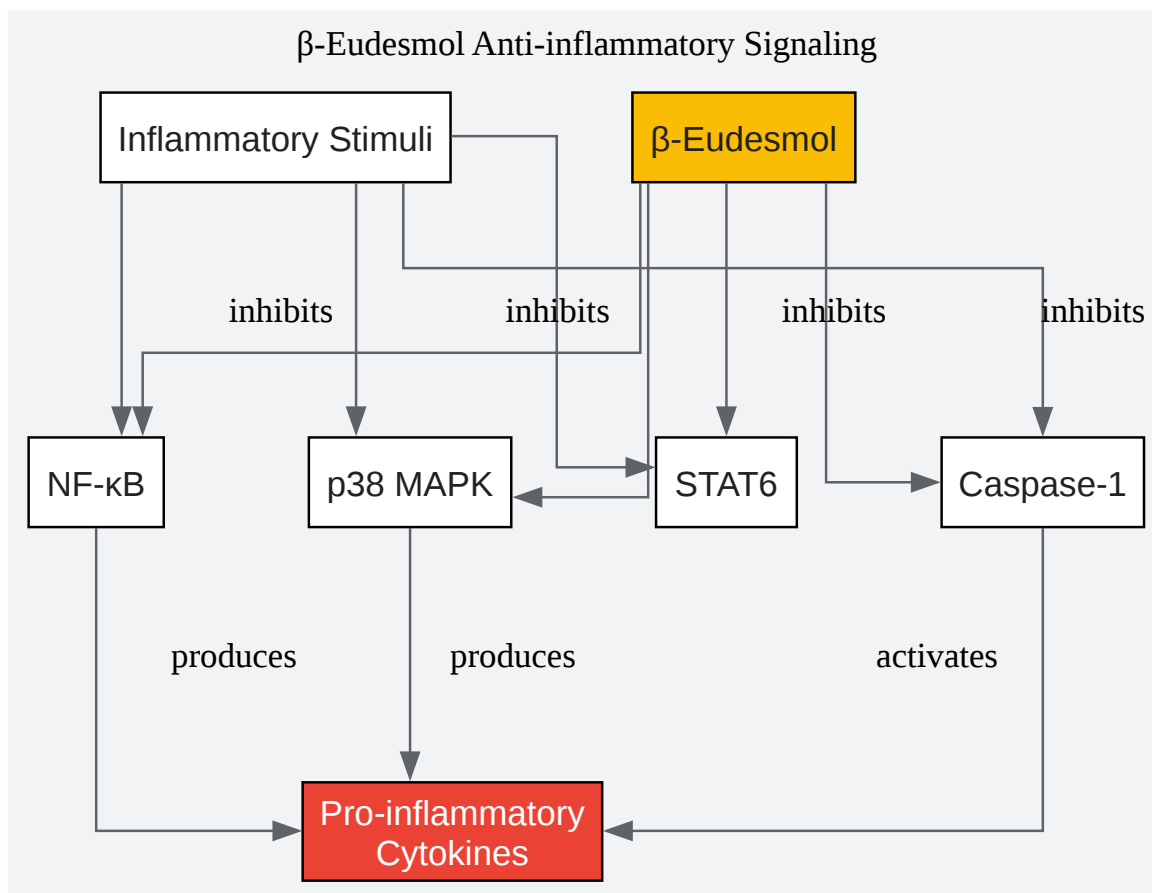 β-Eudesmol Anti-inflammatory Signaling
Inflammatory Stimuli
β-Eudesmol
inhibits
inhibits
inhibits
inhibits
NF-κB
p38 MAPK
STAT6
Caspase-1
produces
produces
activates
Pro-inflammatory
Cytokines